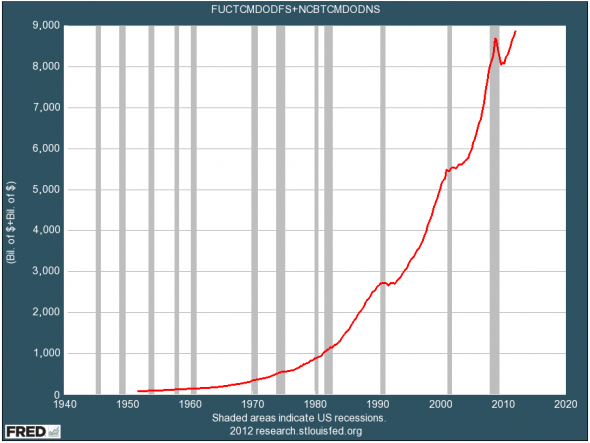 FUCTCMDODFS+NCBTCMDODNS
(Bil. of $+Bil. of $)
9,000
8,000
7,000
6,000
5,000
4,000
3,000
2,000
1,000
0
1940 1950 1960 1970 1980 1990 2000 2010 2020
Shaded areas indicate US recessions.
2012 research.stlouisfed.org
FRED